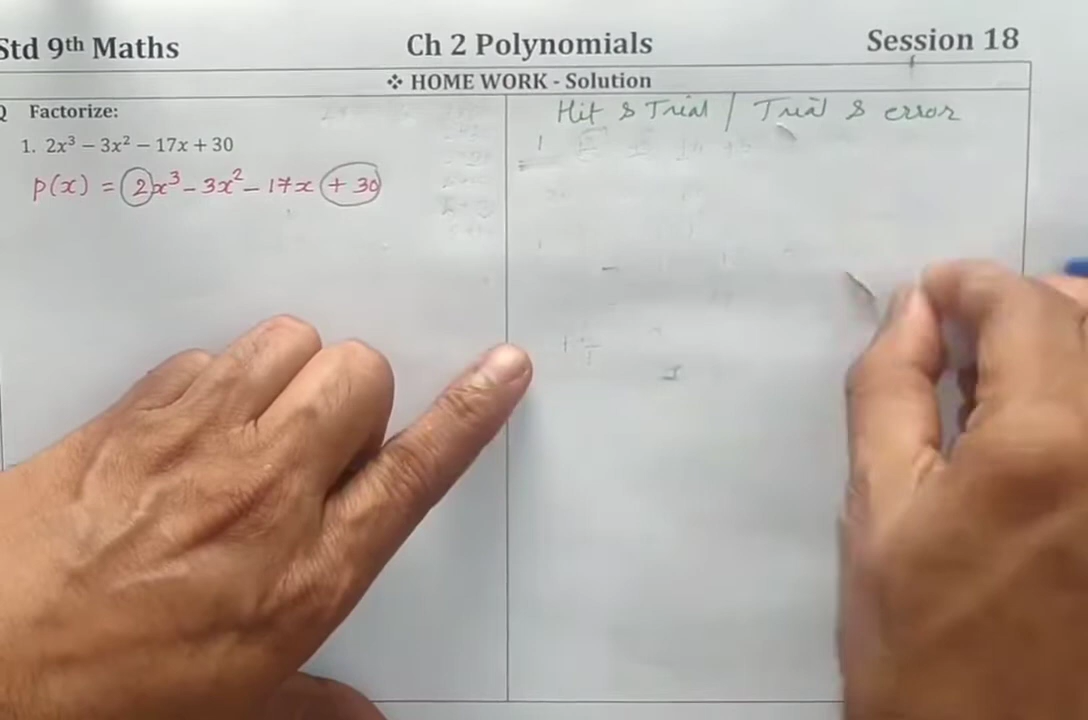 Std 9th Maths Ch 2 Polynomials Session 18
❖ HOME WORK - Solution
Factorize:
1. 2x³ – 3x² – 17x + 30
p(x) = 2x³ - 3x² - 17x + 30
Hit & Trial / Trial & error
1